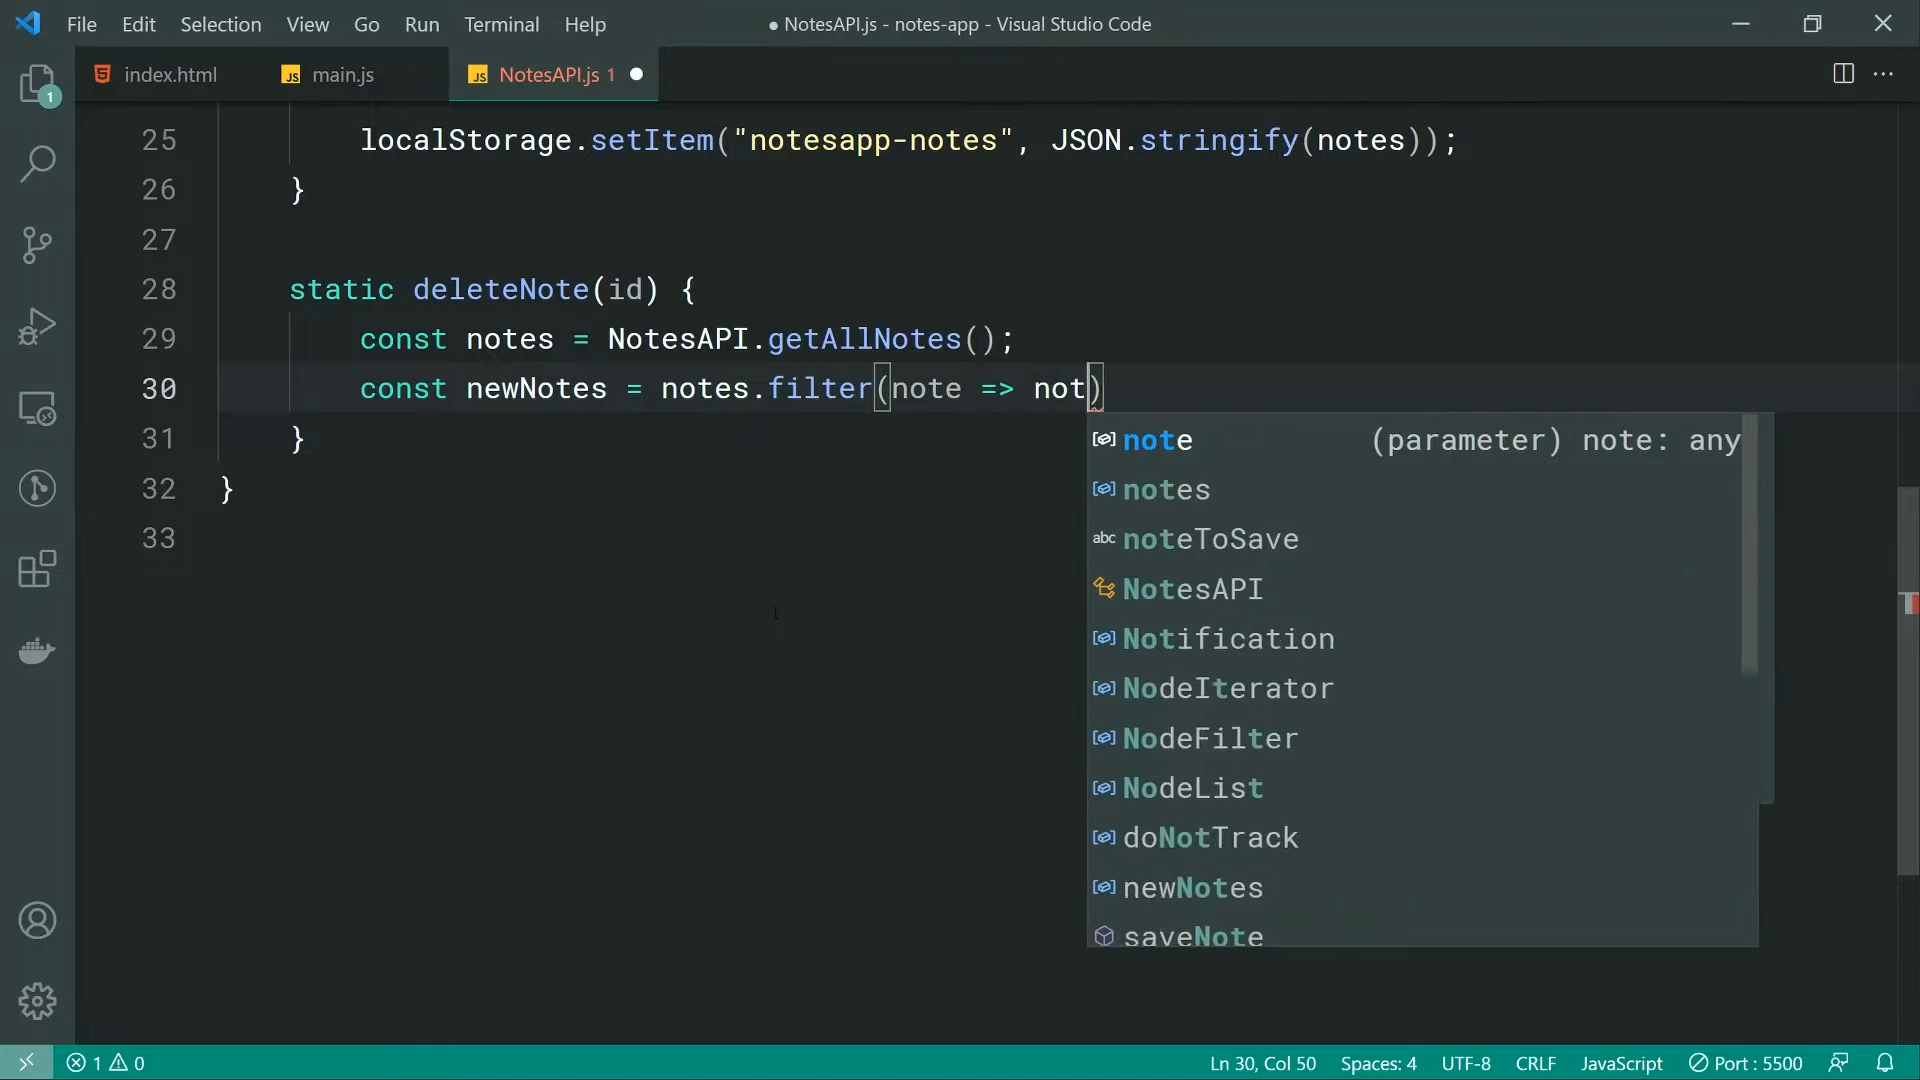 File Edit Selection View Go Run Terminal Help ● NotesAPI.js - notes-app - Visual Studio Code
index.html JS main.js JS NotesAPI.js 1
1
25 localStorage.setItem("notesapp-notes", JSON.stringify(notes));
26 }
27
28 static deleteNote(id) {
29 const notes = NotesAPI.getAllNotes();
30 const newNotes = notes.filter(note => not)
31 }
32 }
33
note (parameter) note: any
notes
abc noteToSave
NotesAPI
Notification
NodeIterator
NodeFilter
NodeList
doNotTrack
newNotes
saveNote
1 0 Ln 30, Col 50 Spaces: 4 UTF-8 CRLF JavaScript Port : 5500